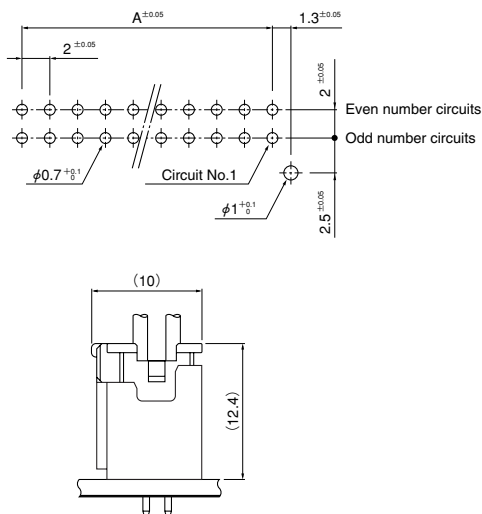 A±0.05
1.3±0.05
2 ±0.05
2 ±0.05
Even number circuits
Odd number circuits
φ0.7 +0.1 0
Circuit No.1
φ1 +0.1 0
2.5 ±0.05
(10)
(12.4)